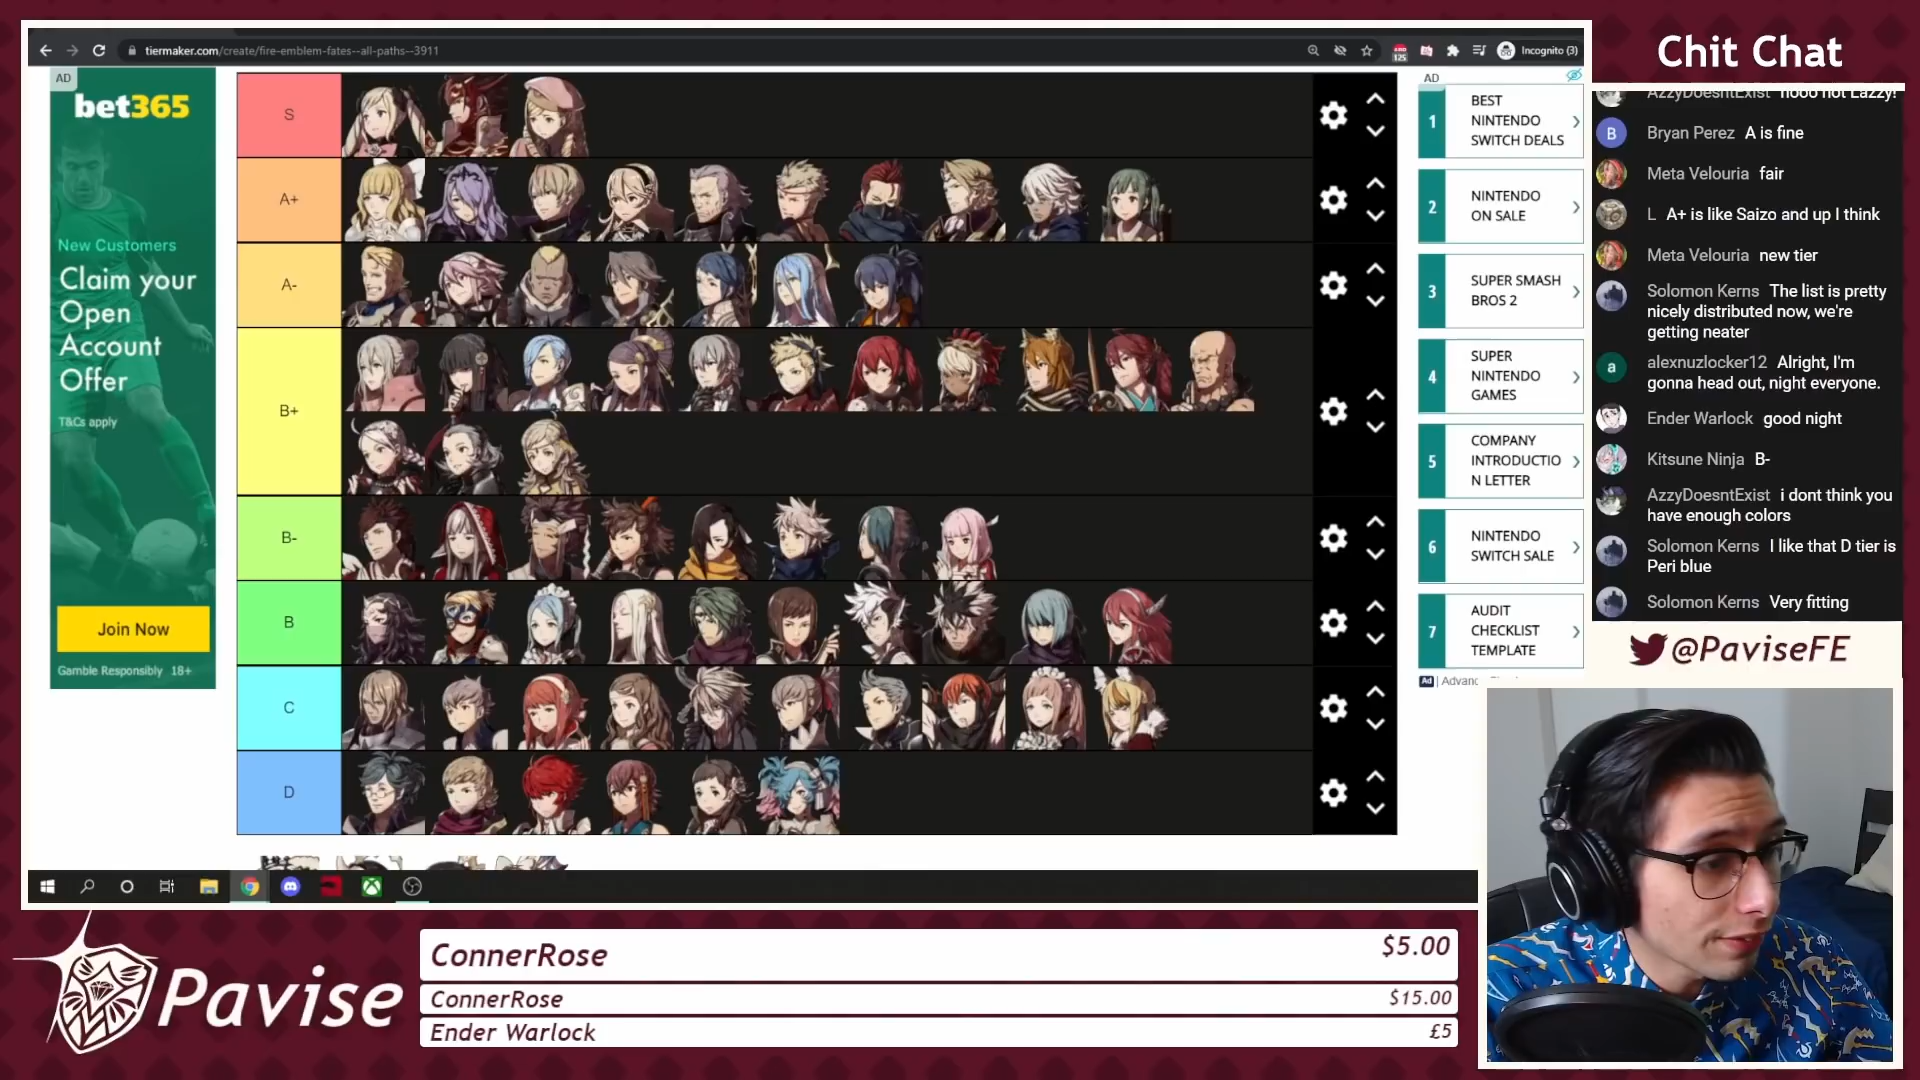 tiermaker.com/create/fire-emblem-fates--all-paths--3911
125
Incognito (3)
AD
bet365
New Customers
Claim your
Open
Account
Offer
T&Cs apply
Join Now
Gamble Responsibly 18+
S
A+
A-
B+
B-
B
C
D
AD
1 BEST
NINTENDO
SWITCH DEALS
2 NINTENDO
ON SALE
3 SUPER SMASH
BROS 2
4 SUPER
NINTENDO
GAMES
5 COMPANY
INTRODUCTIO
N LETTER
6 NINTENDO
SWITCH SALE
7 AUDIT
CHECKLIST
TEMPLATE
Ad
Chit Chat
AzzyDoesntExist nooo not Lazzy!
B Bryan Perez A is fine
Meta Velouria fair
L A+ is like Saizo and up I think
Meta Velouria new tier
Solomon Kerns The list is pretty
nicely distributed now, we're
getting neater
a alexnuzlocker12 Alright, I'm
gonna head out, night everyone.
Ender Warlock good night
Kitsune Ninja B-
AzzyDoesntExist i dont think you
have enough colors
Solomon Kerns I like that D tier is
Peri blue
Solomon Kerns Very fitting
@PaviseFE
Pavise
ConnerRose $5.00
ConnerRose $15.00
Ender Warlock £5